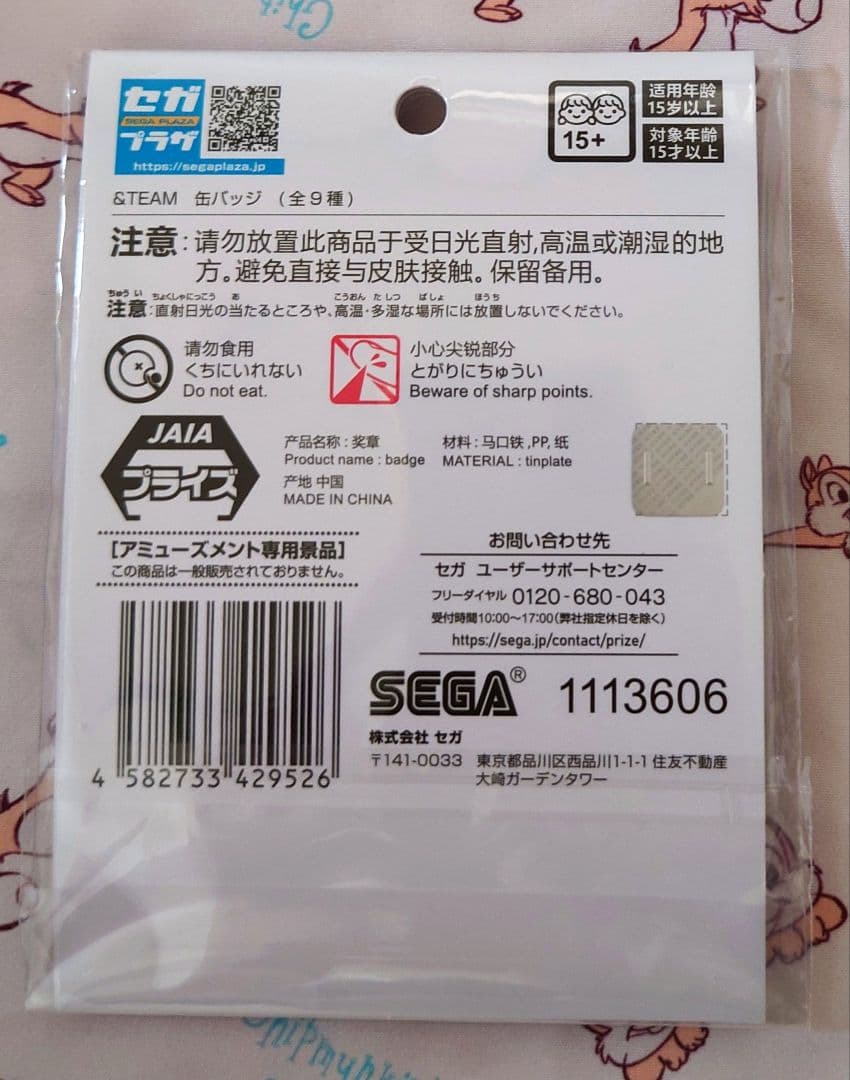 Chip
セガ
SEGA PLAZA
プラザ
https://segaplaza.jp
15+
适用年龄
15岁以上
対象年齢
15才以上
&TEAM 缶バッジ (全9種)
注意:请勿放置此商品于受日光直射,高温或潮湿的地
方。避免直接与皮肤接触。保留备用。
ちゅうい ちょくしゃにっこう あ こうおん たしつ ばしょ ほうち
注意:直射日光の当たるところや、高温・多湿な場所には放置しないでください。
请勿食用
くちにいれない
Do not eat.
小心尖锐部分
とがりにちゅうい
Beware of sharp points.
JAIA
プライズ
产品名称:奖章
Product name : badge
产地 中国
MADE IN CHINA
材料:马口铁,PP,纸
MATERIAL : tinplate
[アミューズメント専用景品]
この商品は一般販売されておりません。
お問い合わせ先
セガ ユーザーサポートセンター
フリーダイヤル 0120-680-043
受付時間10:00〜17:00(弊社指定休日を除く)
https://sega.jp/contact/prize/
4 582733 429526
SEGA® 1113606
株式会社 セガ
〒141-0033 東京都品川区西品川1-1-1 住友不動産
大崎ガーデンタワー